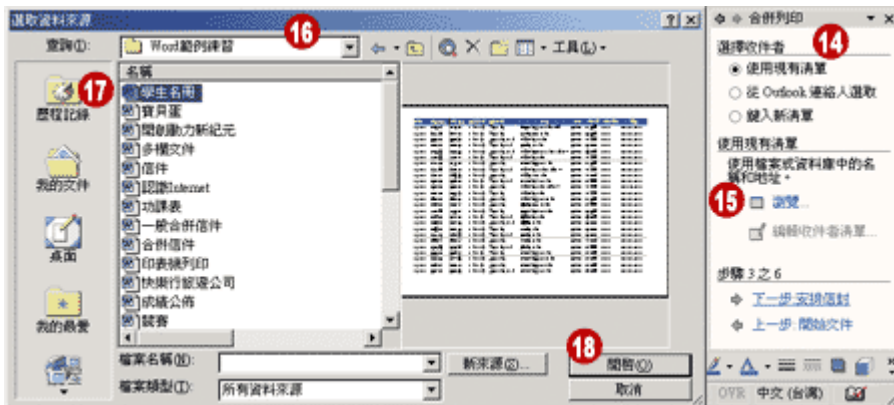 選取資料來源
查詢(I):
Word範例練習
16
工具(L)
17
歷程記錄
我的文件
桌面
我的最愛
名稱
學生名冊
寶貝蛋
開創動力新紀元
多欄文件
信件
認識Internet
功課表
一般合併信件
合併信件
印表機列印
快樂行旅遊公司
成績公佈
競賽
檔案名稱(N):
新來源(S)...
18
開啟(O)
檔案類型(T):
所有資料來源
取消
合併列印
14
選擇收件者
使用現有清單
從 Outlook 連絡人選取
鍵入新清單
使用現有清單
使用檔案或資料庫中的名
稱和地址。
15
瀏覽...
編輯收件者清單...
步驟 3 之 6
下一步:安排信封
上一步:開始文件
OVR 中文 (台灣)